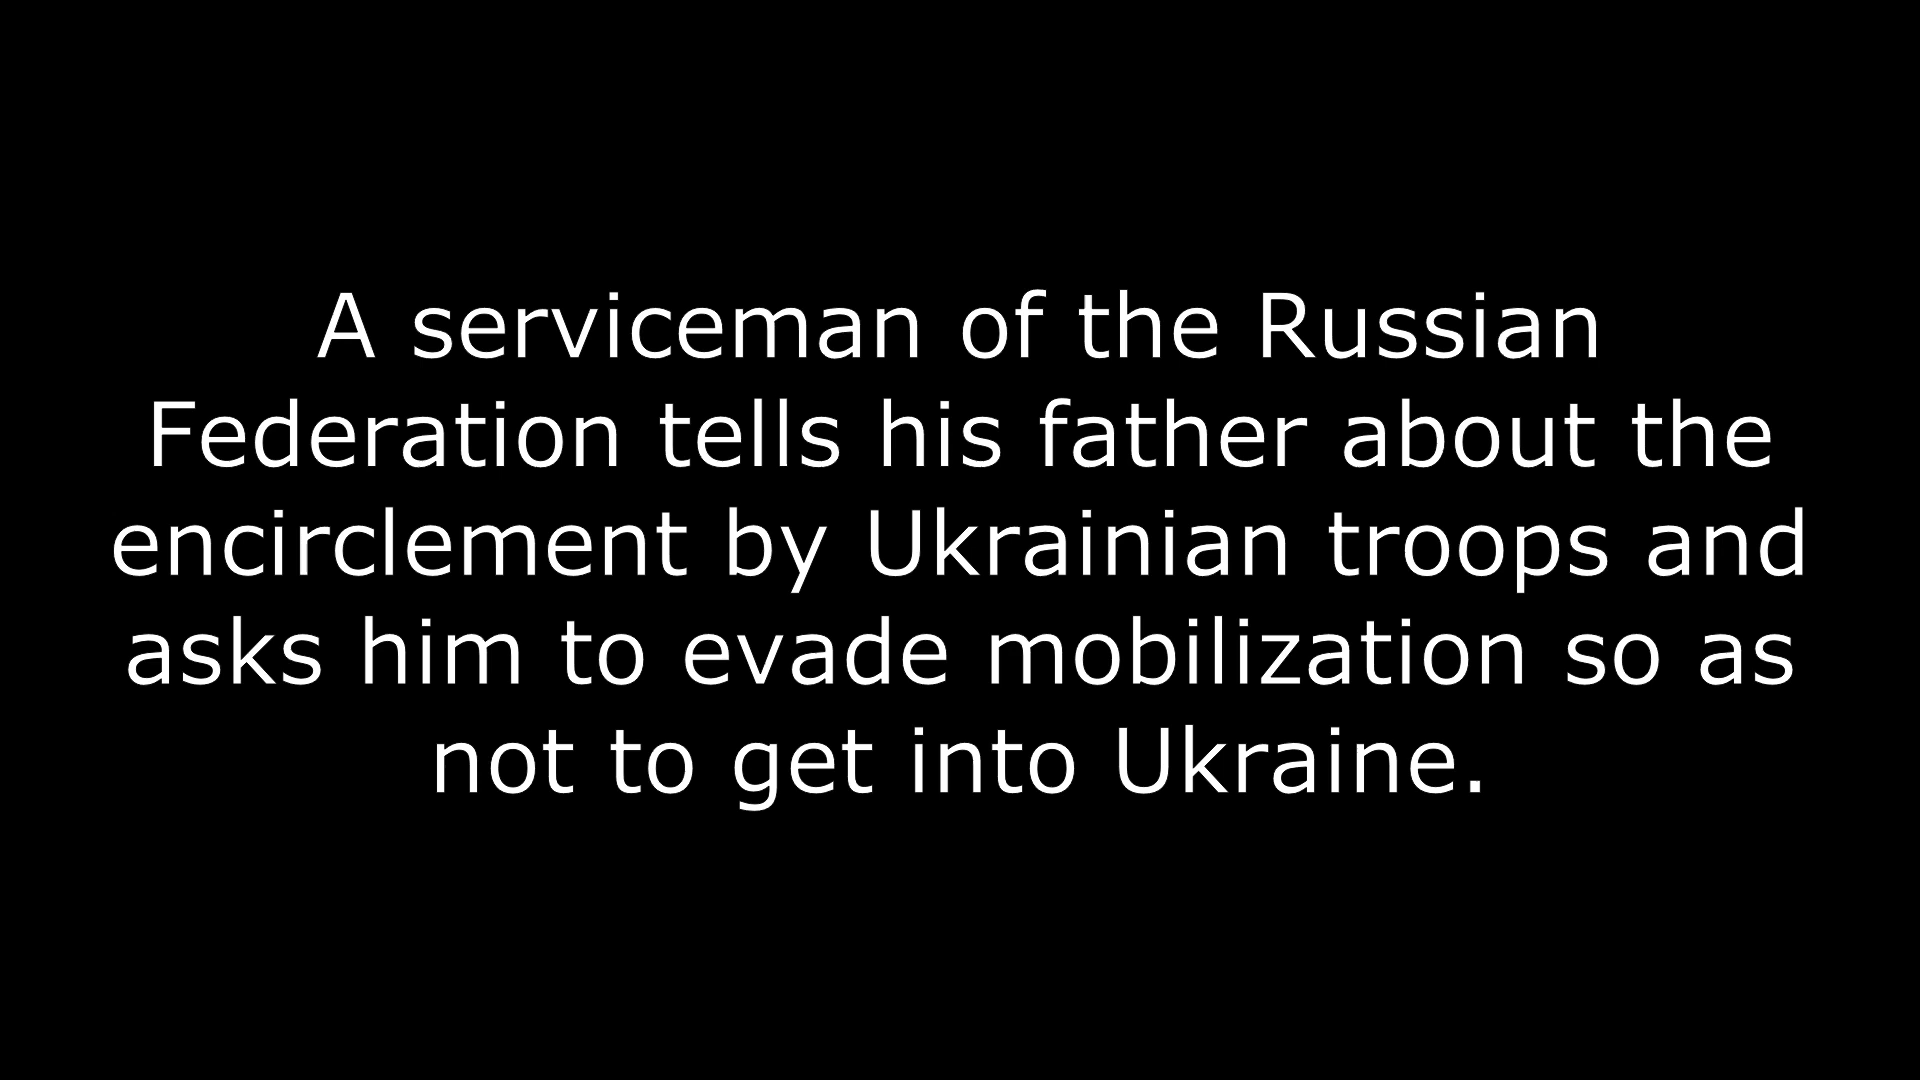 A serviceman of the Russian
Federation tells his father about the
encirclement by Ukrainian troops and
asks him to evade mobilization so as
not to get into Ukraine.